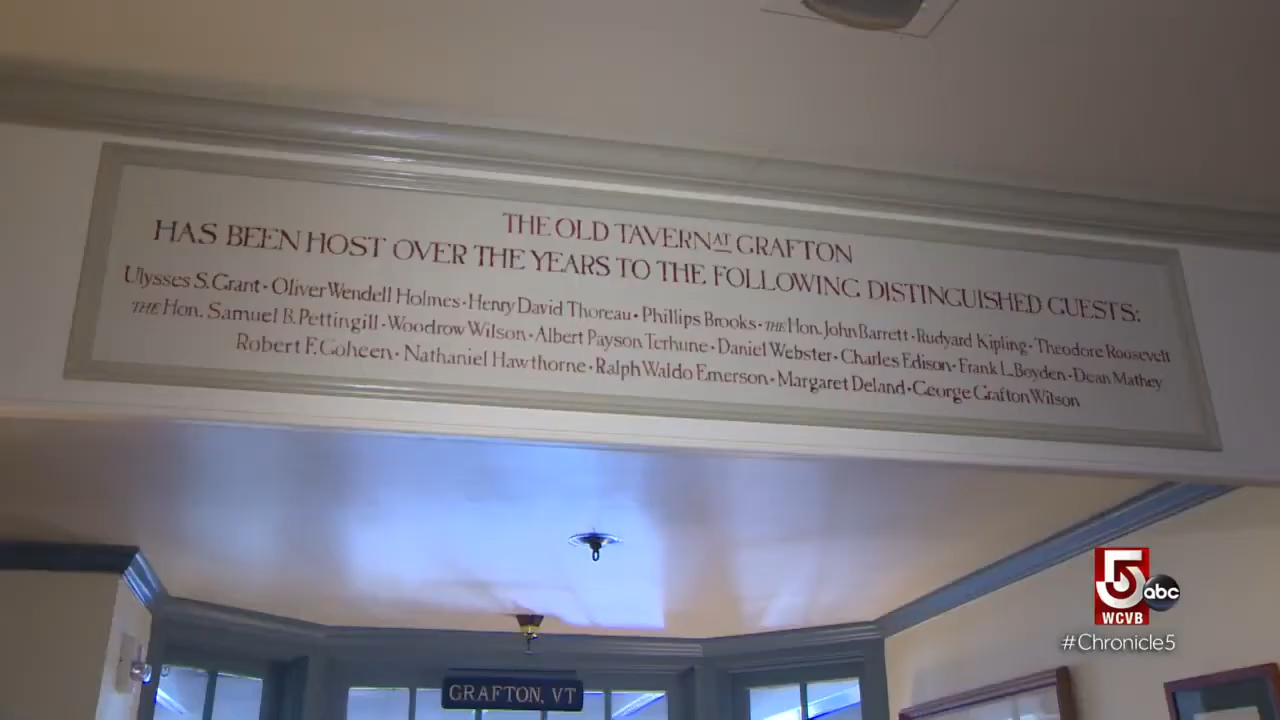 THE OLD TAVERN AT GRAFTON
HAS BEEN HOST OVER THE YEARS TO THE FOLLOWING DISTINGUISHED GUESTS:
Ulysses S. Grant · Oliver Wendell Holmes · Henry David Thoreau · Phillips Brooks · THE Hon. John Barrett · Rudyard Kipling · Theodore Roosevelt
THE Hon. Samuel B. Pettingill · Woodrow Wilson · Albert Payson Terhune · Daniel Webster · Charles Edison · Frank L. Boyden · Dean Mathey
Robert F. Goheen · Nathaniel Hawthorne · Ralph Waldo Emerson · Margaret Deland · George Grafton Wilson
5 abc
WCVB
#Chronicle5
GRAFTON, VT